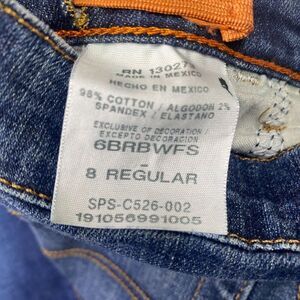 RN 130273
MADE IN MEXICO
HECHO EN MEXICO
98% COTTON / ALGODON 2%
SPANDEX / ELASTANO
EXCLUSIVE OF DECORATION
EXCEPTO DECORACION
6BRBWFS
-
8 REGULAR
SPS-C526-002
191056991005